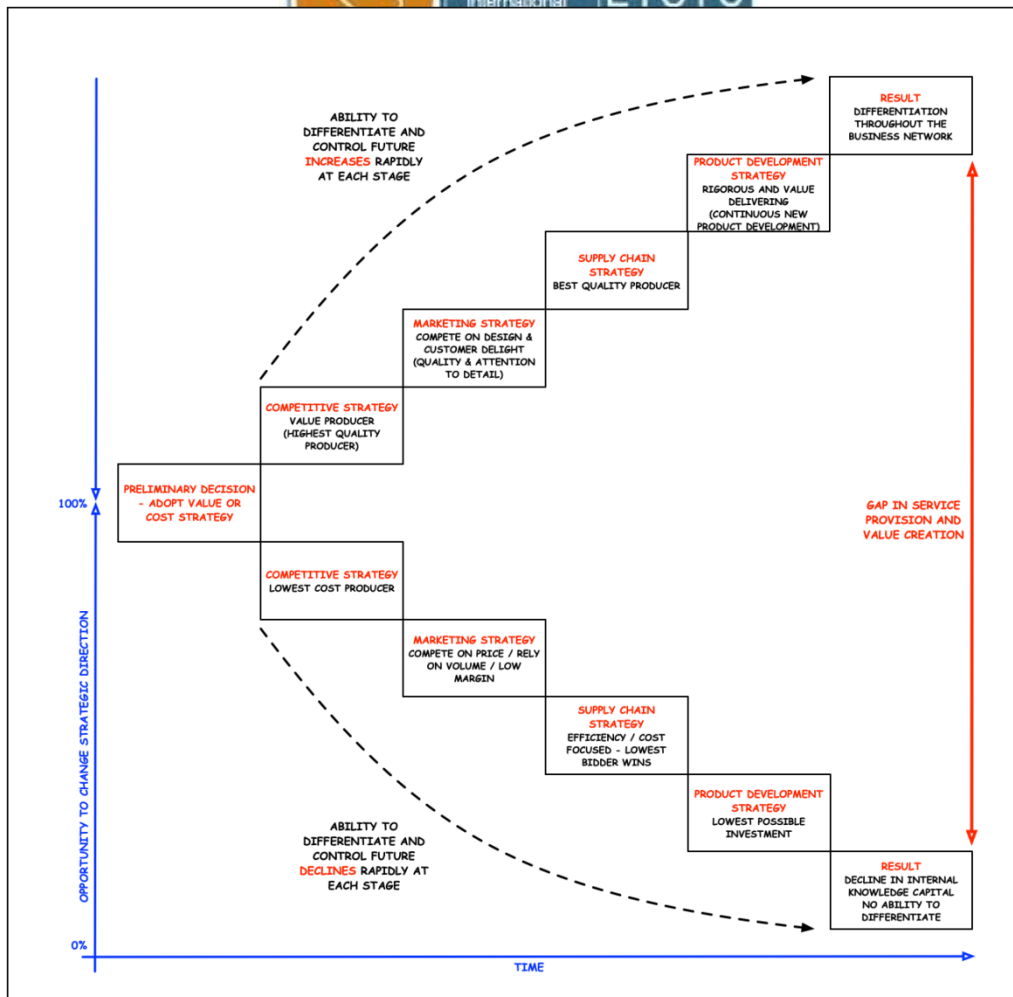 International
ABILITY TO
DIFFERENTIATE AND
CONTROL FUTURE
INCREASES RAPIDLY
AT EACH STAGE
RESULT
DIFFERENTIATION
THROUGHOUT THE
BUSINESS NETWORK
PRODUCT DEVELOPMENT
STRATEGY
RIGOROUS AND VALUE
DELIVERING
(CONTINUOUS NEW
PRODUCT DEVELOPMENT)
SUPPLY CHAIN
STRATEGY
BEST QUALITY PRODUCER
MARKETING STRATEGY
COMPETE ON DESIGN &
CUSTOMER DELIGHT
(QUALITY & ATTENTION
TO DETAIL)
COMPETITIVE STRATEGY
VALUE PRODUCER
(HIGHEST QUALITY
PRODUCER)
PRELIMINARY DECISION
- ADOPT VALUE OR
COST STRATEGY
100%
GAP IN SERVICE
PROVISION AND
VALUE CREATION
COMPETITIVE STRATEGY
LOWEST COST PRODUCER
MARKETING STRATEGY
COMPETE ON PRICE / RELY
ON VOLUME / LOW
MARGIN
SUPPLY CHAIN
STRATEGY
EFFICIENCY / COST
FOCUSED - LOWEST
BIDDER WINS
PRODUCT DEVELOPMENT
STRATEGY
LOWEST POSSIBLE
INVESTMENT
ABILITY TO
DIFFERENTIATE AND
CONTROL FUTURE
DECLINES RAPIDLY AT
EACH STAGE
RESULT
DECLINE IN INTERNAL
KNOWLEDGE CAPITAL
NO ABILITY TO
DIFFERENTIATE
OPPORTUNITY TO CHANGE STRATEGIC DIRECTION
0%
TIME